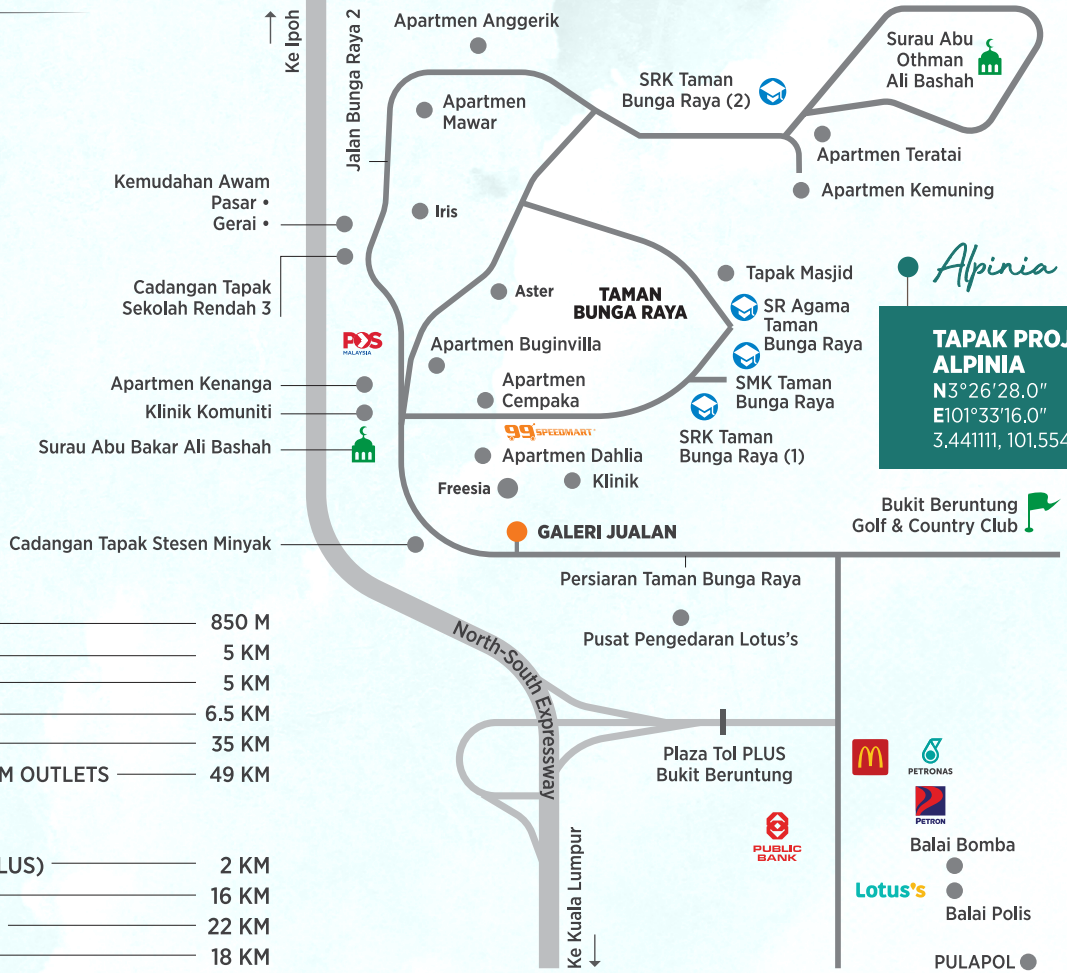 Ke Ipoh
Jalan Bunga Raya 2
Apartmen Anggerik
Surau Abu
Othman
Ali Bashah
SRK Taman
Bunga Raya (2)
Apartmen
Mawar
Apartmen Teratai
Apartmen Kemuning
Kemudahan Awam
Pasar •
Gerai •
Iris
Cadangan Tapak
Sekolah Rendah 3
Aster
TAMAN
BUNGA RAYA
Tapak Masjid
Alpinia
SR Agama
Taman
Bunga Raya
TAPAK PROJ
ALPINIA
N3°26'28.0"
E101°33'16.0"
3.441111, 101.554
POS
MALAYSIA
Apartmen Buginvilla
Apartmen Kenanga
Apartmen
Cempaka
SMK Taman
Bunga Raya
Klinik Komuniti
99 SPEEDMART
SRK Taman
Bunga Raya (1)
Surau Abu Bakar Ali Bashah
Apartmen Dahlia
Freesia
Klinik
Bukit Beruntung
Golf & Country Club
GALERI JUALAN
Cadangan Tapak Stesen Minyak
Persiaran Taman Bunga Raya
Pusat Pengedaran Lotus's
North-South Expressway
Plaza Tol PLUS
Bukit Beruntung
850 M
5 KM
5 KM
6.5 KM
35 KM
M OUTLETS 49 KM
LUS) 2 KM
16 KM
22 KM
18 KM
Ke Kuala Lumpur
PUBLIC
BANK
PETRONAS
PETRON
Balai Bomba
Lotus's
Balai Polis
PULAPOL